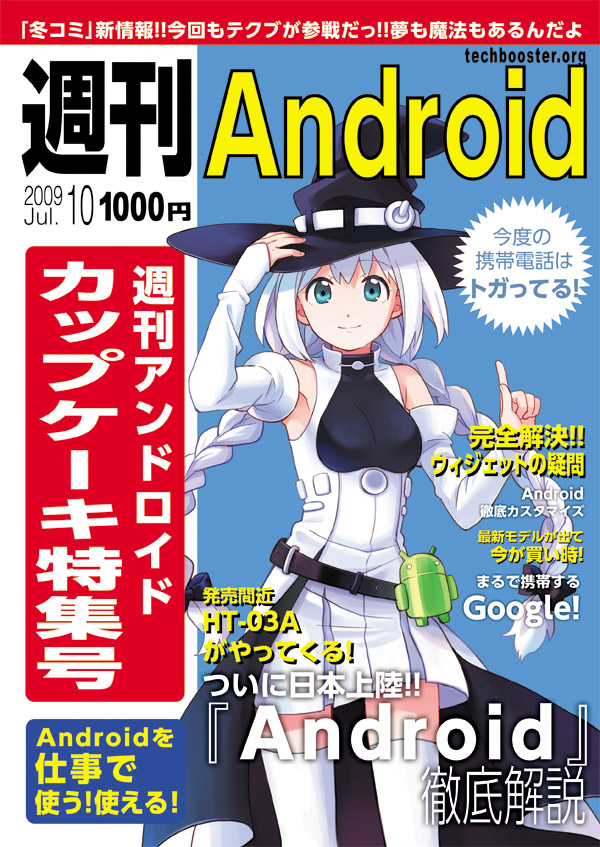 「冬コミ」新情報!!今回もテクブが参戦だっ!!夢も魔法もあるんだよ
techbooster.org
週刊Android
2009
Jul. 10 1000円
今度の
携帯電話は
トガってる!
週刊アンドロイド
カップケーキ特集号
完全解決!!
ウィジェットの疑問
Android
徹底カスタマイズ
最新モデルが出て
今が買い時!
まるで携帯する
Google!
発売間近
HT-03A
がやってくる!
ついに日本上陸!!
『Android』
徹底解説
Androidを
仕事で
使う!使える!